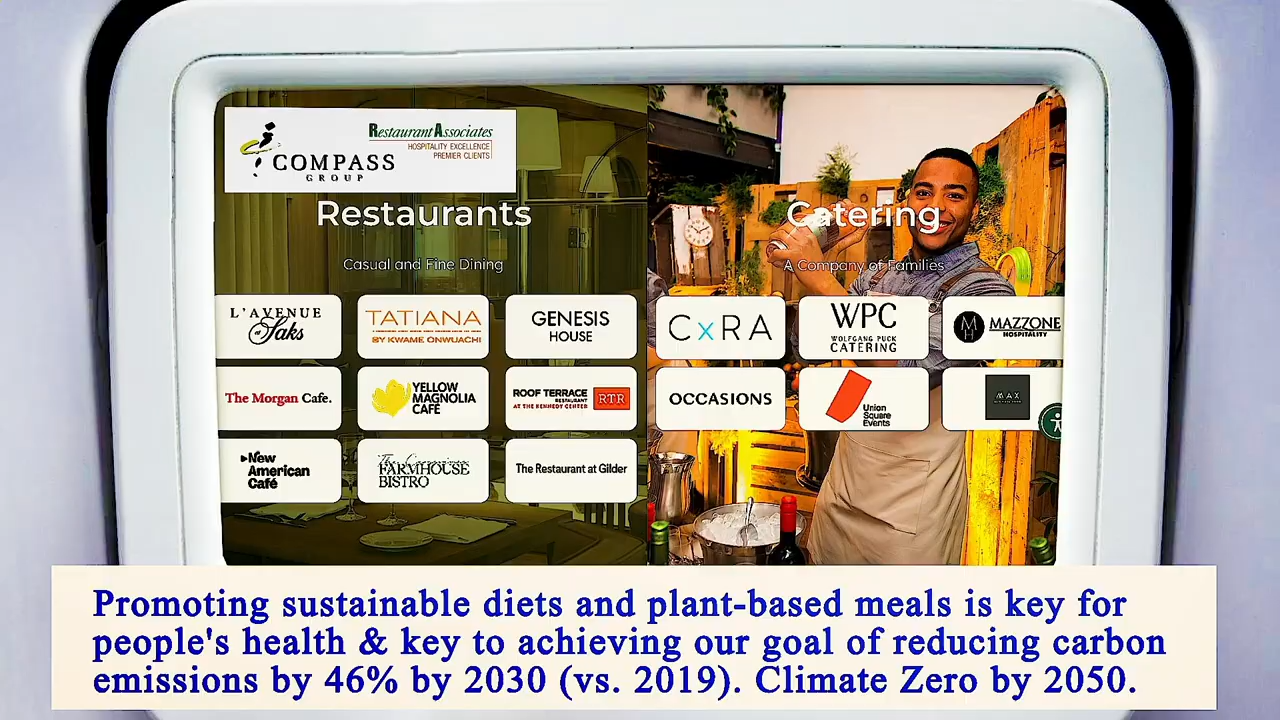 COMPASS
GROUP
Restaurant Associates
HOSPITALITY EXCELLENCE
PREMIER CLIENTS
Restaurants
Casual and Fine Dining
L'AVENUE
at Saks
TATIANA
BY KWAME ONWUACHI
GENESIS
HOUSE
The Morgan Cafe.
YELLOW
MAGNOLIA
CAFÉ
ROOF TERRACE
RESTAURANT
AT THE KENNEDY CENTER
RTR
New
American
Café
FARMHOUSE
BISTRO
The Restaurant at Gilder
Catering
A Company of Families
CxRA
WPC
WOLFGANG PUCK
CATERING
MH
MAZZONE
HOSPITALITY
OCCASIONS
Union
Square
Events
MAX
Promoting sustainable diets and plant-based meals is key for
people's health & key to achieving our goal of reducing carbon
emissions by 46% by 2030 (vs. 2019). Climate Zero by 2050.